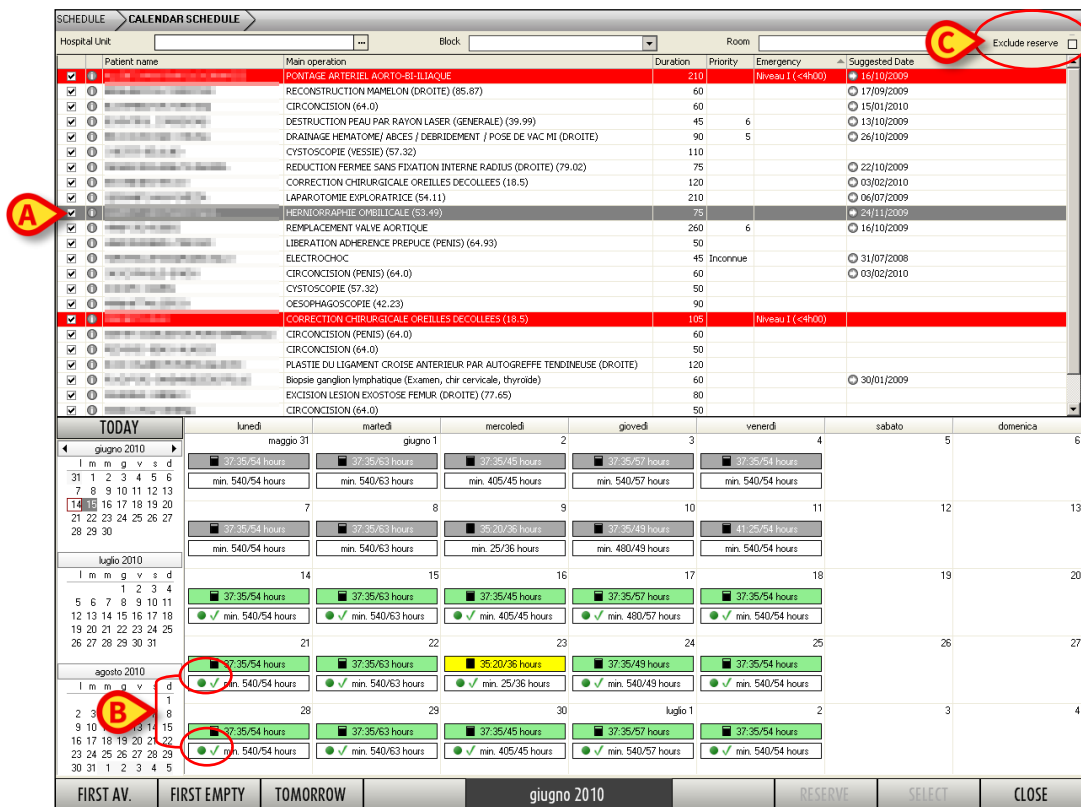 SCHEDULE CALENDAR SCHEDULE
Hospital Unit ... Block Room Exclude reserve
C
Patient name Main operation Duration Priority Emergency Suggested Date
PONTAGE ARTERIEL AORTO-BI-ILIAQUE 210 Niveau I (<4h00) 16/10/2009
RECONSTRUCTION MAMELON (DROITE) (85.87) 60 17/09/2009
CIRCONCISION (64.0) 60 15/01/2010
DESTRUCTION PEAU PAR RAYON LASER (GENERALE) (39.99) 45 6 13/10/2009
DRAINAGE HEMATOME/ ABCES / DEBRIDEMENT / POSE DE VAC MI (DROITE) 90 5 26/10/2009
CYSTOSCOPIE (VESSIE) (57.32) 110
REDUCTION FERMEE SANS FIXATION INTERNE RADIUS (DROITE) (79.02) 75 22/10/2009
CORRECTION CHIRURGICALE OREILLES DECOLLEES (18.5) 120 03/02/2010
LAPAROTOMIE EXPLORATRICE (54.11) 210 06/07/2009
A
HERNIORRAPHIE OMBILICALE (53.49) 75 24/11/2009
REMPLACEMENT VALVE AORTIQUE 260 6 16/10/2009
LIBERATION ADHERENCE PREPUCE (PENIS) (64.93) 50
ELECTROCHOC 45 Inconnue 31/07/2008
CIRCONCISION (PENIS) (64.0) 60 03/02/2010
CYSTOSCOPIE (57.32) 50
OESOPHAGOSCOPIE (42.23) 90
CORRECTION CHIRURGICALE OREILLES DECOLLEES (18.5) 105 Niveau I (<4h00)
CIRCONCISION (PENIS) (64.0) 60
CIRCONCISION (64.0) 50
PLASTIE DU LIGAMENT CROISE ANTERIEUR PAR AUTOGREFFE TENDINEUSE (DROITE) 120
Biopsie ganglion lymphatique (Examen, chir cervicale, thyroïde) 60 30/01/2009
EXCISION LESION EXOSTOSE FEMUR (DROITE) (77.65) 80
CIRCONCISION (64.0) 50
TODAY
giugno 2010
l m m g v s d
31 1 2 3 4 5 6
7 8 9 10 11 12 13
14 15 16 17 18 19 20
21 22 23 24 25 26 27
28 29 30
luglio 2010
l m m g v s d
1 2 3 4
5 6 7 8 9 10 11
12 13 14 15 16 17 18
19 20 21 22 23 24 25
26 27 28 29 30 31
agosto 2010
l m m g v s d
1
2 3 8
9 10 13 14 15
16 17 18 19 20 21 22
23 24 25 26 27 28 29
30 31 1 2 3 4 5
B
lunedì martedì mercoledì giovedì venerdì sabato domenica
maggio 31 giugno 1 2 3 4 5 6
37:35/54 hours 37:35/63 hours 37:35/45 hours 37:35/57 hours 37:35/54 hours
min. 540/54 hours min. 540/63 hours min. 405/45 hours min. 540/57 hours min. 540/54 hours
7 8 9 10 11 12 13
37:35/54 hours 37:35/63 hours 35:20/36 hours 37:35/49 hours 41:25/54 hours
min. 540/54 hours min. 540/63 hours min. 25/36 hours min. 480/49 hours min. 540/54 hours
14 15 16 17 18 19 20
37:35/54 hours 37:35/63 hours 37:35/45 hours 37:35/57 hours 37:35/54 hours
min. 540/54 hours min. 540/63 hours min. 405/45 hours min. 480/57 hours min. 540/54 hours
21 22 23 24 25 26 27
37:35/54 hours 37:35/63 hours 35:20/36 hours 37:35/49 hours 37:35/54 hours
min. 540/54 hours min. 540/63 hours min. 25/36 hours min. 540/49 hours min. 540/54 hours
28 29 30 luglio 1 2 3 4
37:35/54 hours 37:35/63 hours 37:35/45 hours 37:35/57 hours 37:35/54 hours
min. 540/54 hours min. 540/63 hours min. 405/45 hours min. 540/57 hours min. 540/54 hours
FIRST AV. FIRST EMPTY TOMORROW giugno 2010 RESERVE SELECT CLOSE